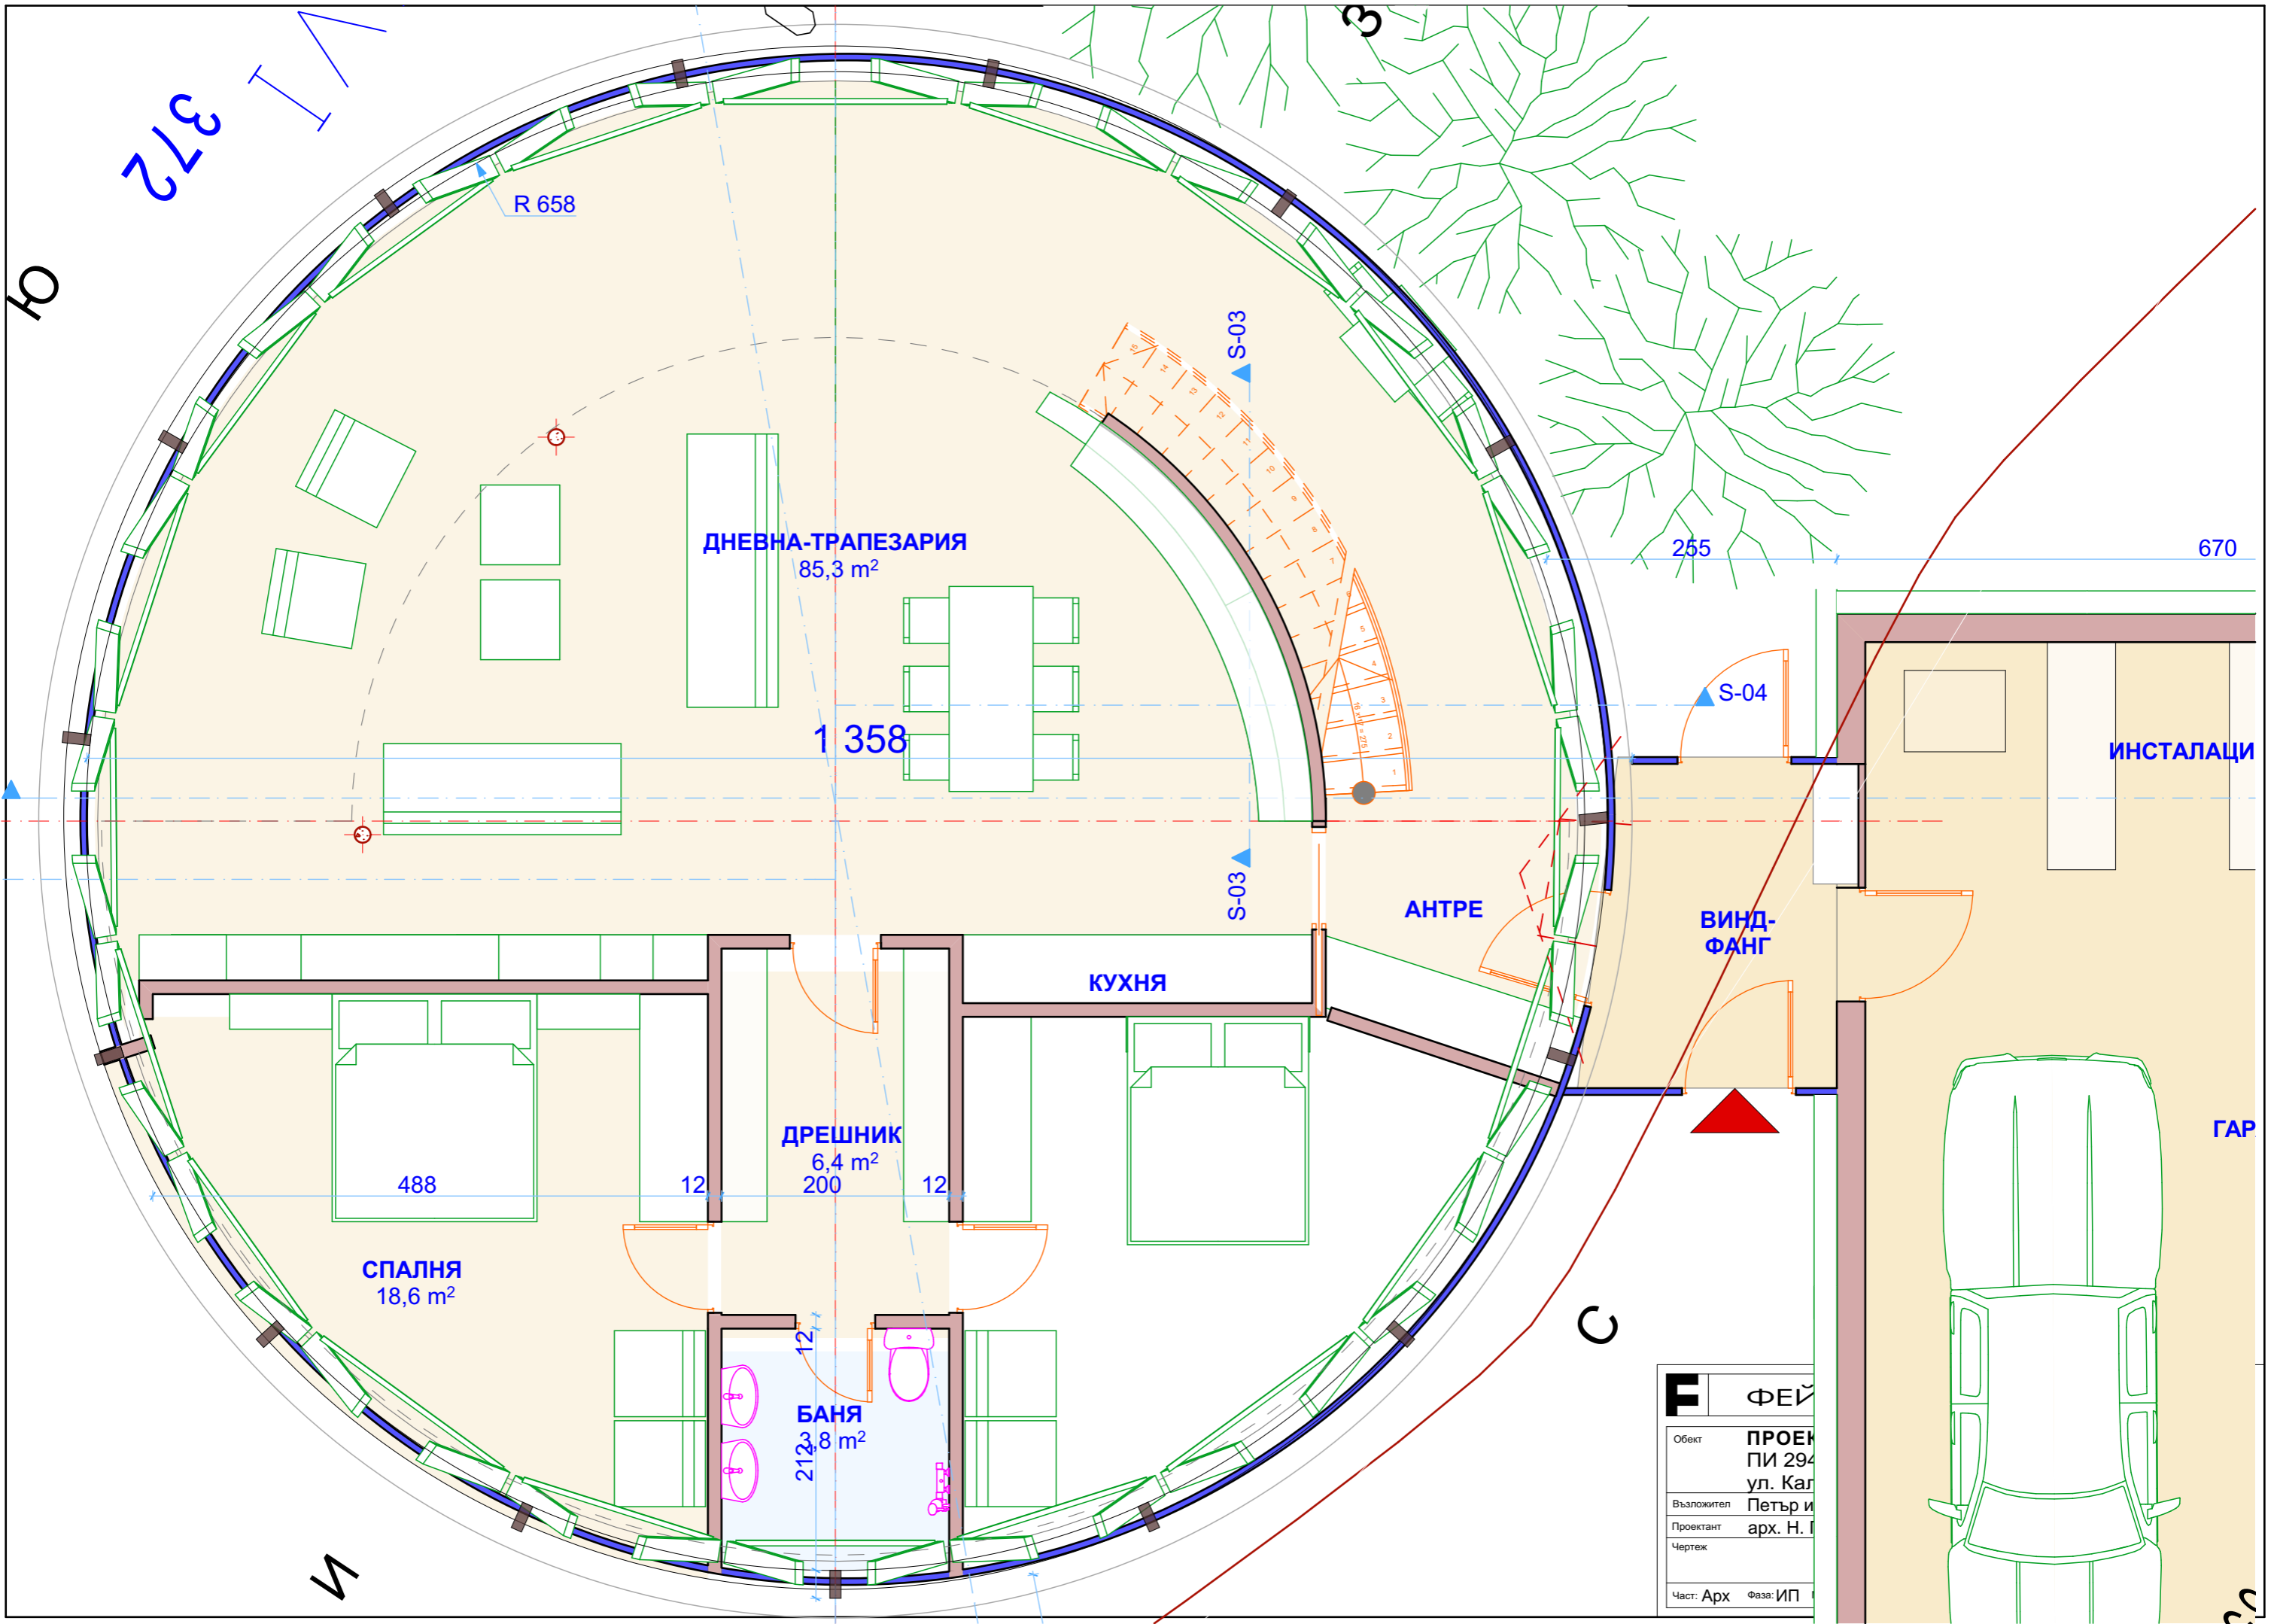 VI
372
З
Ю
R 658
S-03
ДНЕВНА-ТРАПЕЗАРИЯ
85,3 m²
255
670
S-04
1 358
ИНСТАЛАЦИ
S-03
АНТРЕ
ВИНД-
ФАНГ
КУХНЯ
ДРЕШНИК
6,4 m²
488
12
200
12
ГАР
СПАЛНЯ
18,6 m²
12
С
БАНЯ
3,8 m²
212
И
F ФЕЙ
Обект ПРОЕК
ПИ 294
ул. Кал
Възложител Петър и
Проектант арх. Н. Г
Чертеж
Част: Арх Фаза: ИП